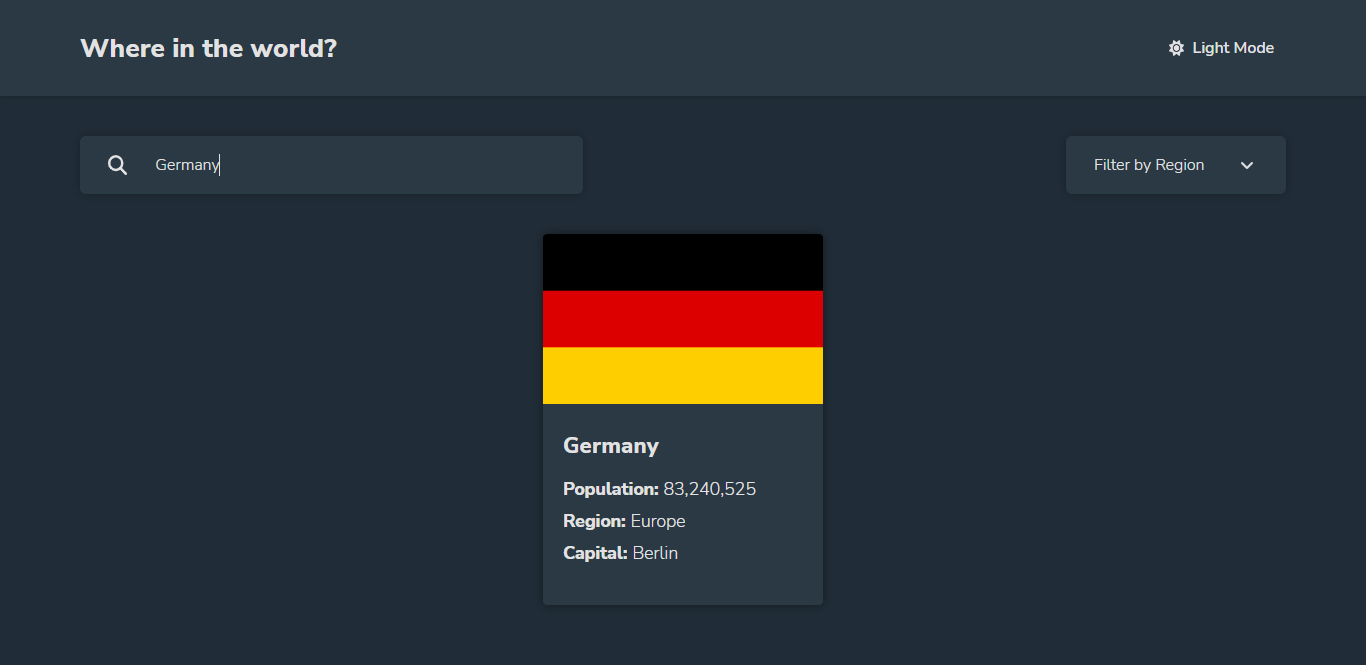 Where in the world?
Light Mode
Germany
Filter by Region
Germany
Population: 83,240,525
Region: Europe
Capital: Berlin